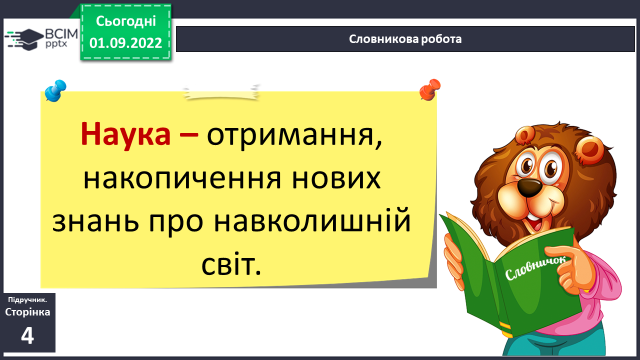 ВСІМ
pptx
Сьогодні
01.09.2022
Словникова робота
Наука – отримання,
накопичення нових
знань про навколишній
світ.
Словничок
Підручник.
Сторінка
4